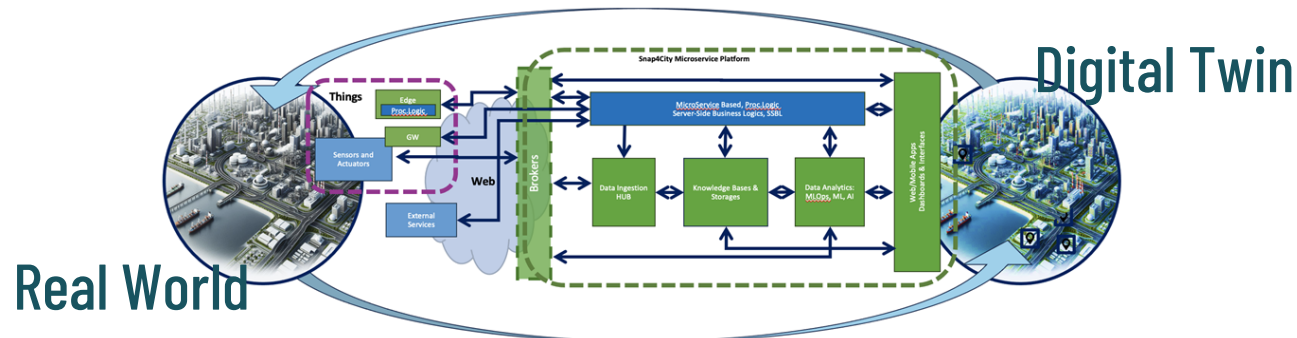 Snap4City Microservice Platform
Digital Twin
Things
Edge
Proc.Logic
GW
Sensors and
Actuators
Web
External
Services
Brokers
MicroService Based, Proc.Logic
Server-Side Business Logics, SSBL
Data Ingestion
HUB
Knowledge Bases &
Storages
Data Analytics:
MLOps, ML, AI
Web/Mobile Apps
Dashboards & Interfaces
Real World